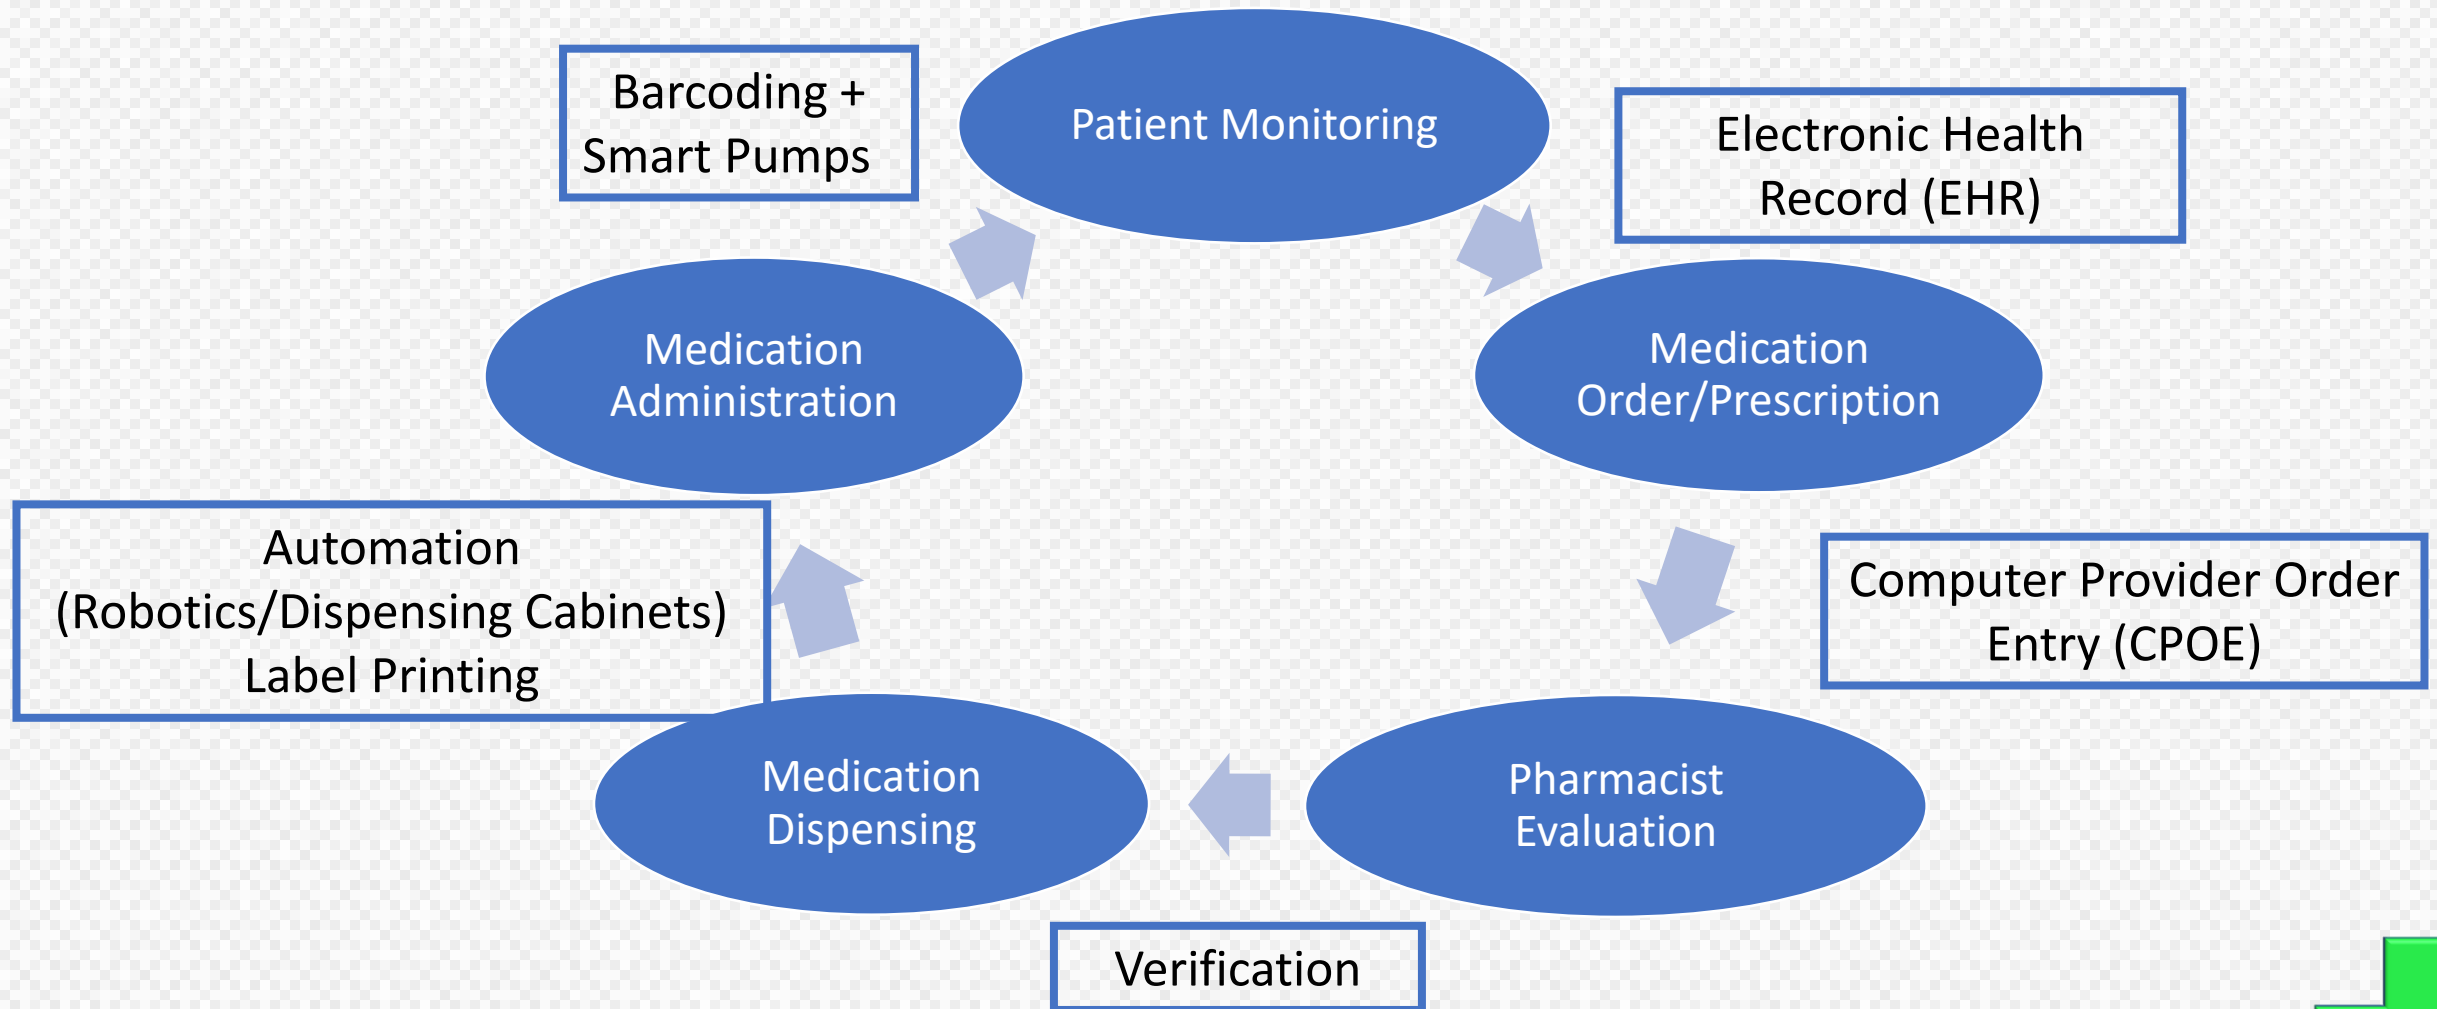 Barcoding +
Smart Pumps
Patient Monitoring
Electronic Health
Record (EHR)
Medication
Administration
Medication
Order/Prescription
Automation
(Robotics/Dispensing Cabinets)
Label Printing
Computer Provider Order
Entry (CPOE)
Medication
Dispensing
Pharmacist
Evaluation
Verification